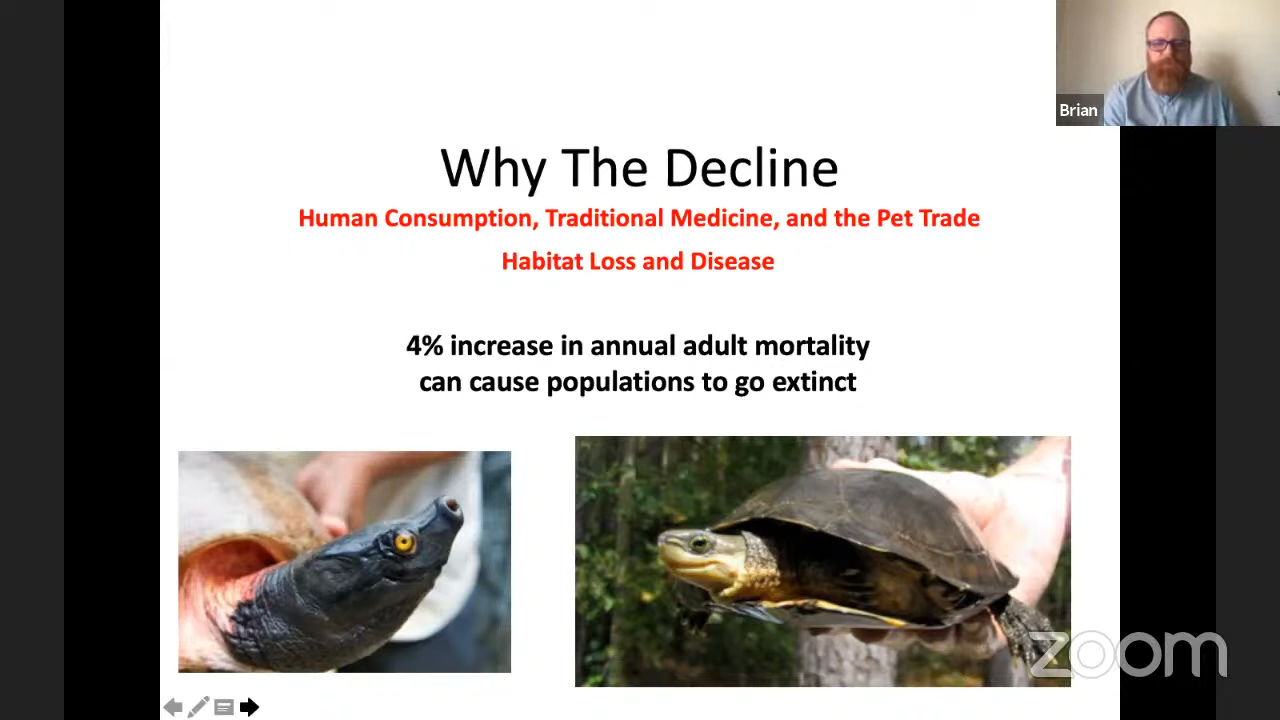 Brian
Why The Decline
Human Consumption, Traditional Medicine, and the Pet Trade
Habitat Loss and Disease
4% increase in annual adult mortality
can cause populations to go extinct
zoom